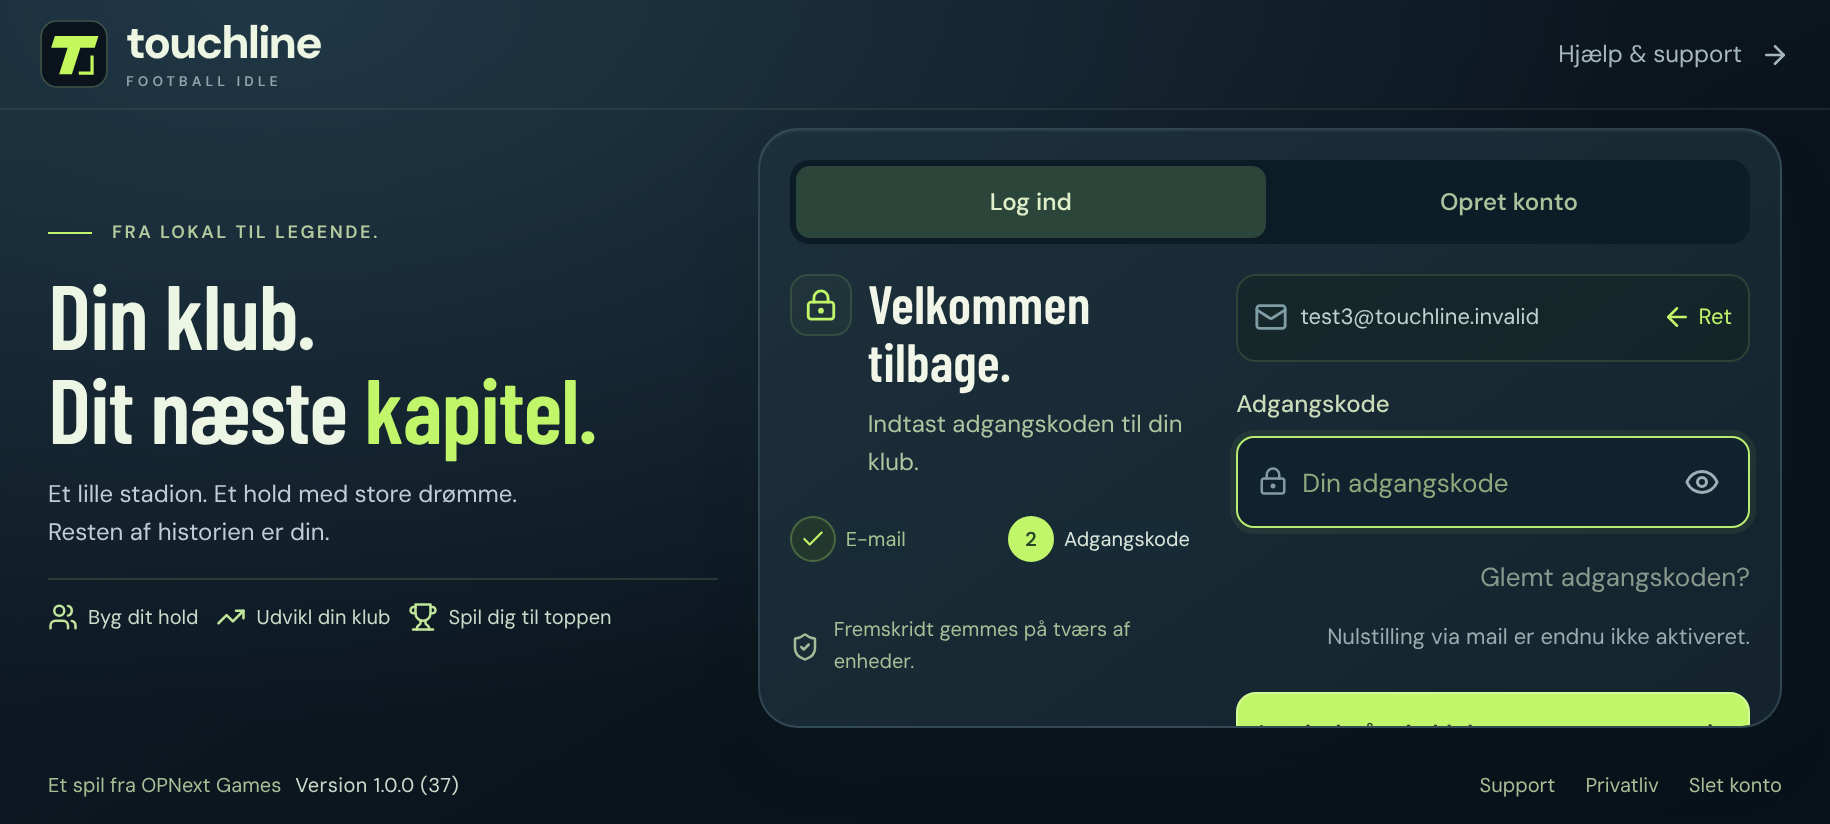 touchline
FOOTBALL IDLE
Hjælp & support
FRA LOKAL TIL LEGENDE.
Din klub.
Dit næste kapitel.
Et lille stadion. Et hold med store drømme.
Resten af historien er din.
Byg dit hold
Udvikl din klub
Spil dig til toppen
Log ind
Opret konto
Velkommen
tilbage.
Indtast adgangskoden til din
klub.
E-mail
2 Adgangskode
Fremskridt gemmes på tværs af
enheder.
test3@touchline.invalid
Ret
Adgangskode
Din adgangskode
Glemt adgangskoden?
Nulstilling via mail er endnu ikke aktiveret.
Et spil fra OPNext Games Version 1.0.0 (37)
Support
Privatliv
Slet konto